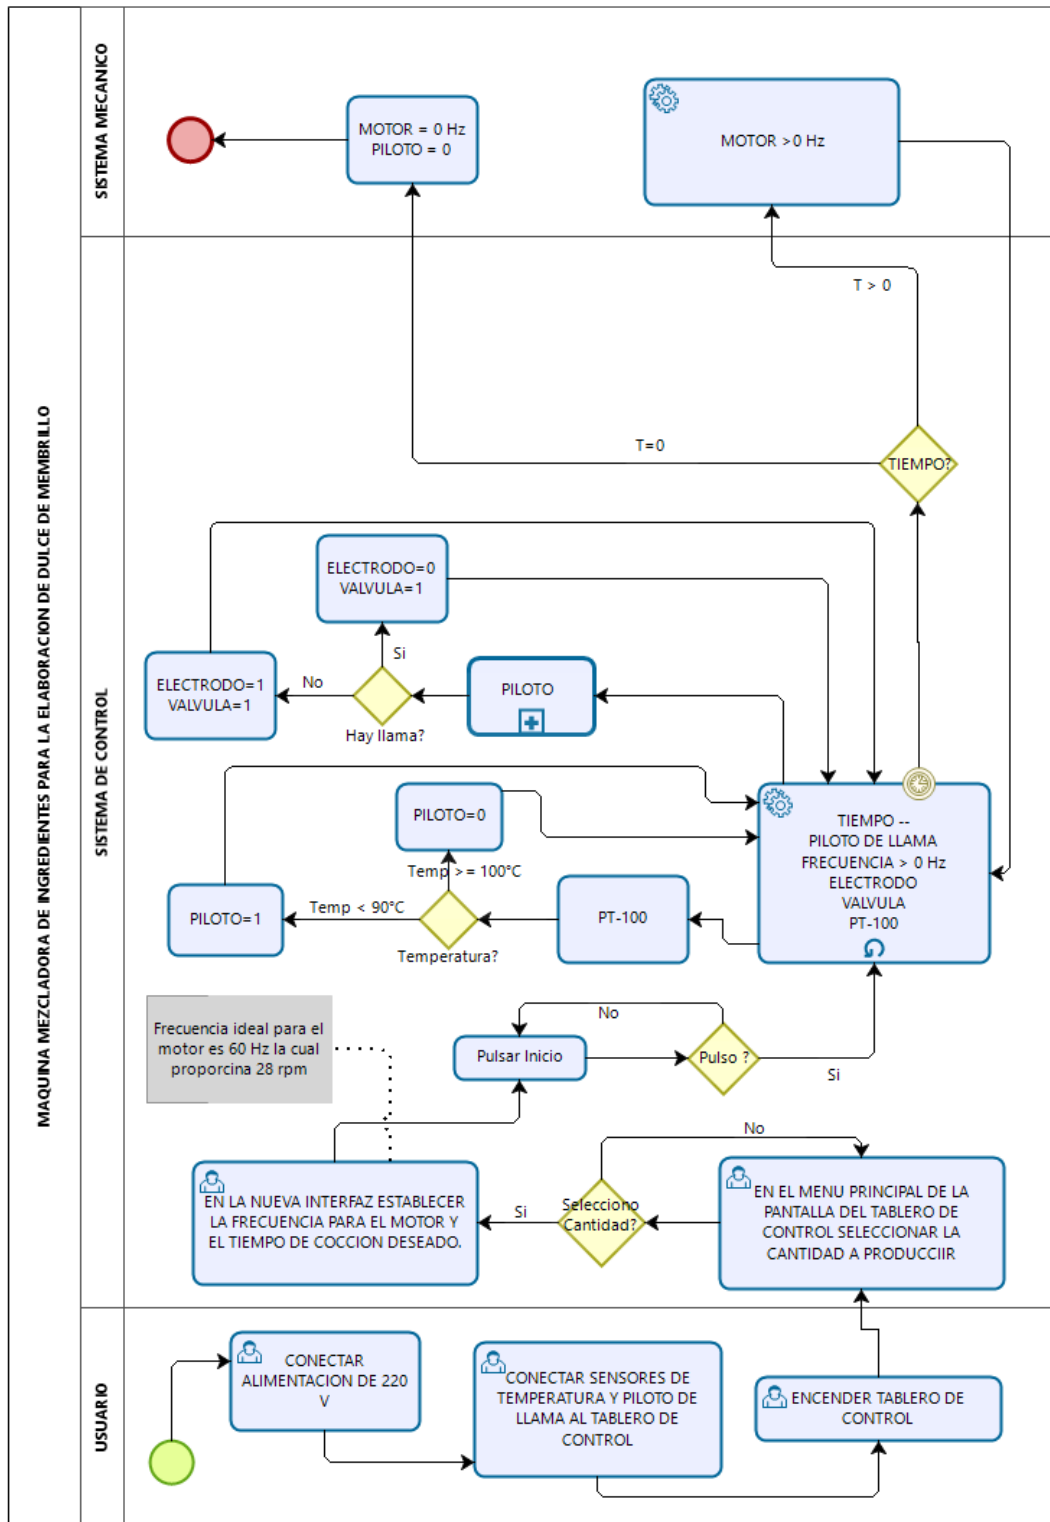 MAQUINA MEZCLADORA DE INGREDIENTES PARA LA ELABORACION DE DULCE DE MEMBRILLO
SISTEMA MECANICO
MOTOR = 0 Hz
PILOTO = 0
MOTOR >0 Hz
SISTEMA DE CONTROL
T > 0
T=0
TIEMPO?
ELECTRODO=0
VALVULA=1
Si
ELECTRODO=1
VALVULA=1
No
Hay llama?
PILOTO
PILOTO=0
Temp >= 100°C
PILOTO=1
Temp < 90°C
Temperatura?
PT-100
TIEMPO --
PILOTO DE LLAMA
FRECUENCIA > 0 Hz
ELECTRODO
VALVULA
PT-100
Frecuencia ideal para el
motor es 60 Hz la cual
proporcina 28 rpm
No
Pulsar Inicio
Pulso ?
Si
No
EN LA NUEVA INTERFAZ ESTABLECER
LA FRECUENCIA PARA EL MOTOR Y
EL TIEMPO DE COCCION DESEADO.
Si
Selecciono
Cantidad?
EN EL MENU PRINCIPAL DE LA
PANTALLA DEL TABLERO DE
CONTROL SELECCIONAR LA
CANTIDAD A PRODUCCIIR
USUARIO
CONECTAR
ALIMENTACION DE 220
V
CONECTAR SENSORES DE
TEMPERATURA Y PILOTO DE
LLAMA AL TABLERO DE
CONTROL
ENCENDER TABLERO DE
CONTROL